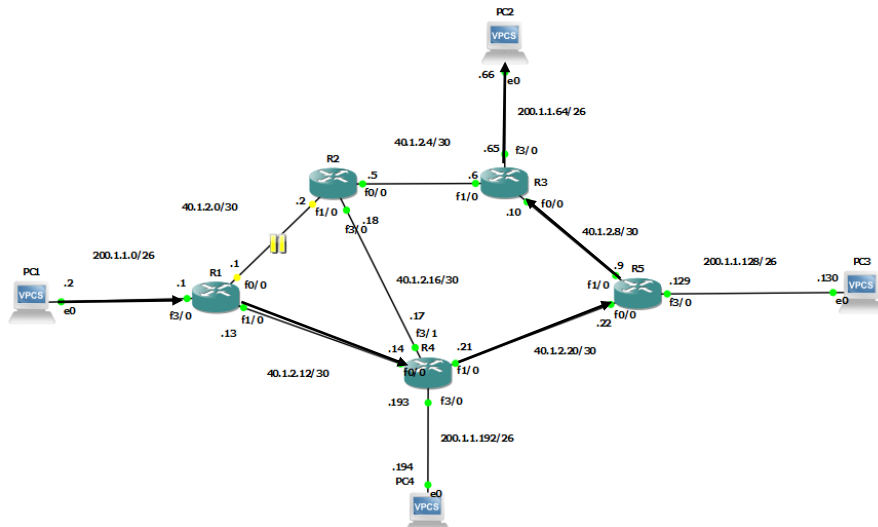 PC2
VPCS
.66
e0
200.1.1.64/26
40.1.2.4/30
.65
f3/0
R2
.5
.6
R3
f0/0
f1/0
.2
f1/0
f0/0
.10
40.1.2.0/30
.18
f3/0
40.1.2.8/30
200.1.1.0/26
.1
f0/0
PC1
.2
.1
R1
VPCS
e0
f3/0
f1/0
.13
40.1.2.16/30
200.1.1.128/26
.9
R5
f1/0
.129
.130
PC3
VPCS
f0/0
f3/0
e0
.22
.17
f3/1
R4
.21
.14
f0/0
f1/0
40.1.2.20/30
40.1.2.12/30
.193
f3/0
200.1.1.192/26
.194
PC4
e0
VPCS